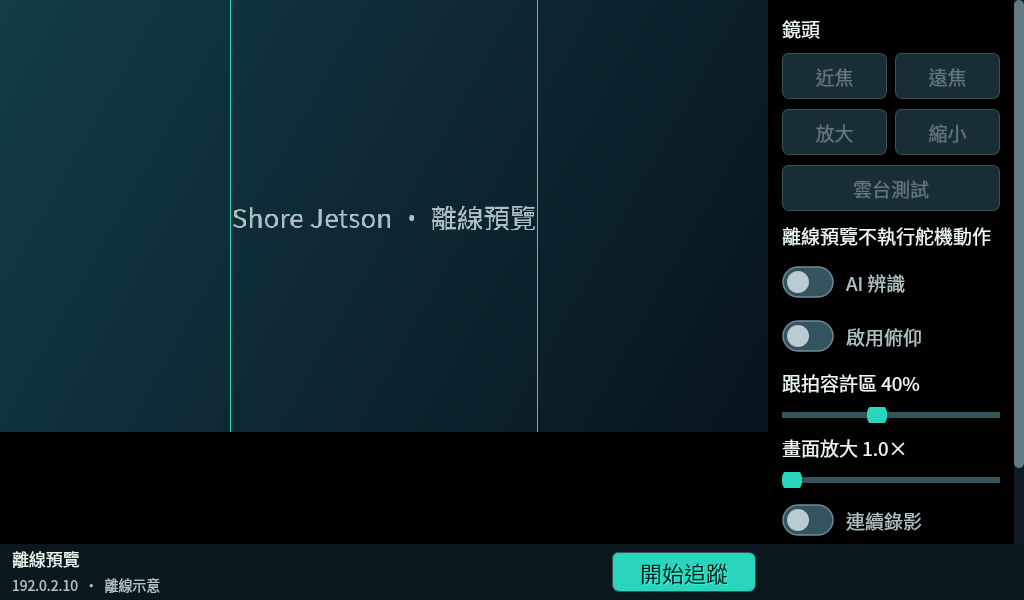 Shore Jetson ・ 離線預覽
鏡頭
近焦
遠焦
放大
縮小
雲台測試
離線預覽不執行舵機動作
AI 辨識
啟用俯仰
跟拍容許區 40%
畫面放大 1.0×
連續錄影
離線預覽
192.0.2.10 ・ 離線示意
開始追蹤